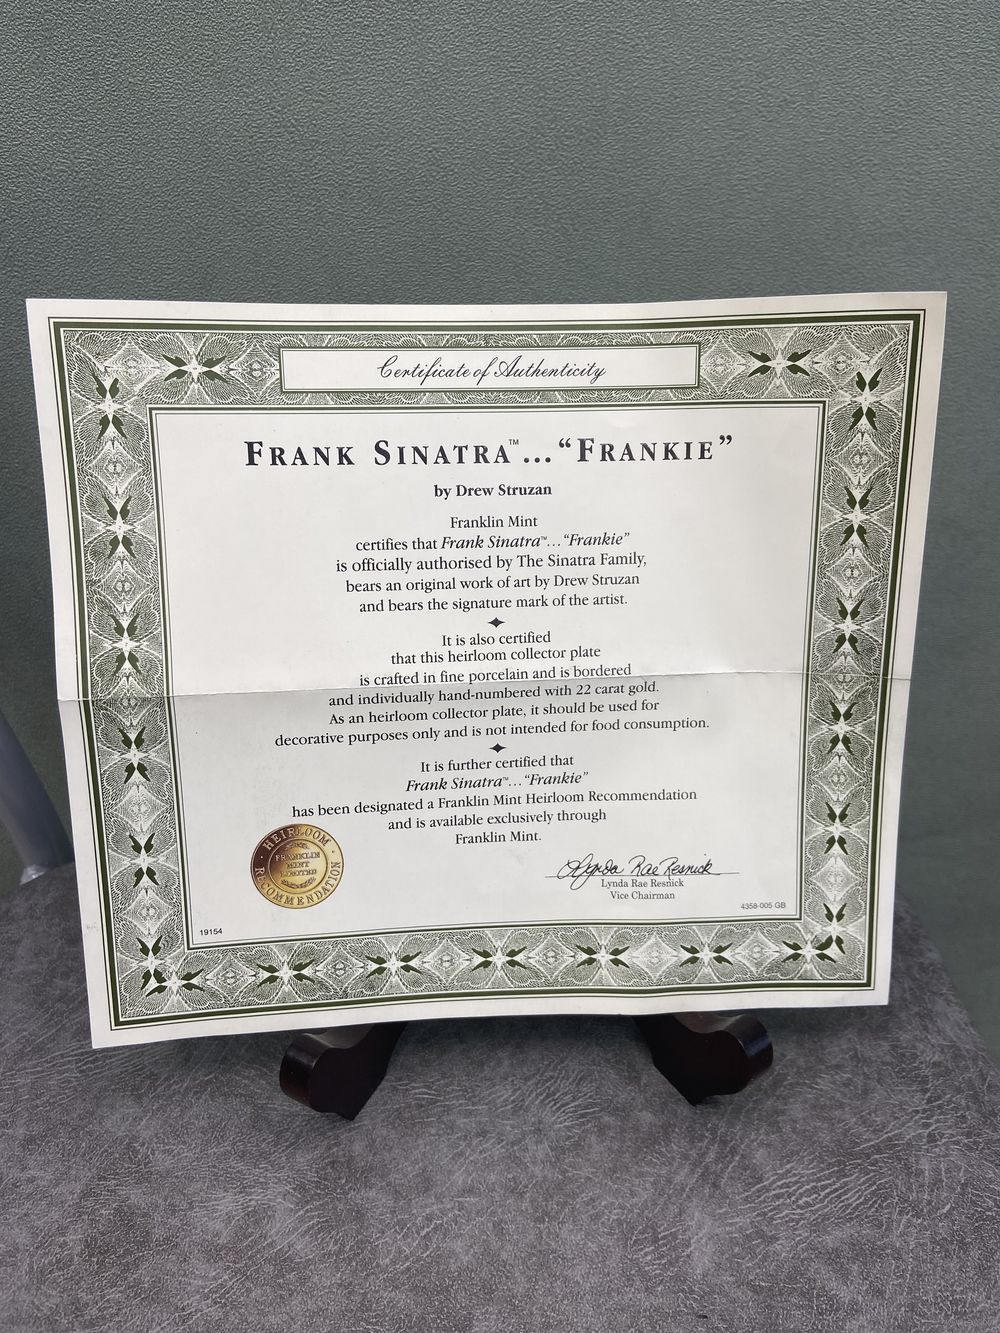 Certificate of Authenticity
FRANK SINATRA™... “FRANKIE”
by Drew Struzan
Franklin Mint
certifies that Frank Sinatra™...“Frankie”
is officially authorised by The Sinatra Family,
bears an original work of art by Drew Struzan
and bears the signature mark of the artist.
It is also certified
that this heirloom collector plate
is crafted in fine porcelain and is bordered
and individually hand-numbered with 22 carat gold.
As an heirloom collector plate, it should be used for
decorative purposes only and is not intended for food consumption.
It is further certified that
Frank Sinatra™...“Frankie”
has been designated a Franklin Mint Heirloom Recommendation
and is available exclusively through
Franklin Mint.
HEIRLOOM
FRANKLIN
MINT
LIMITED
RECOMMENDATION
Lynda Rae Resnick
Lynda Rae Resnick
Vice Chairman
4358-005 GB
19154